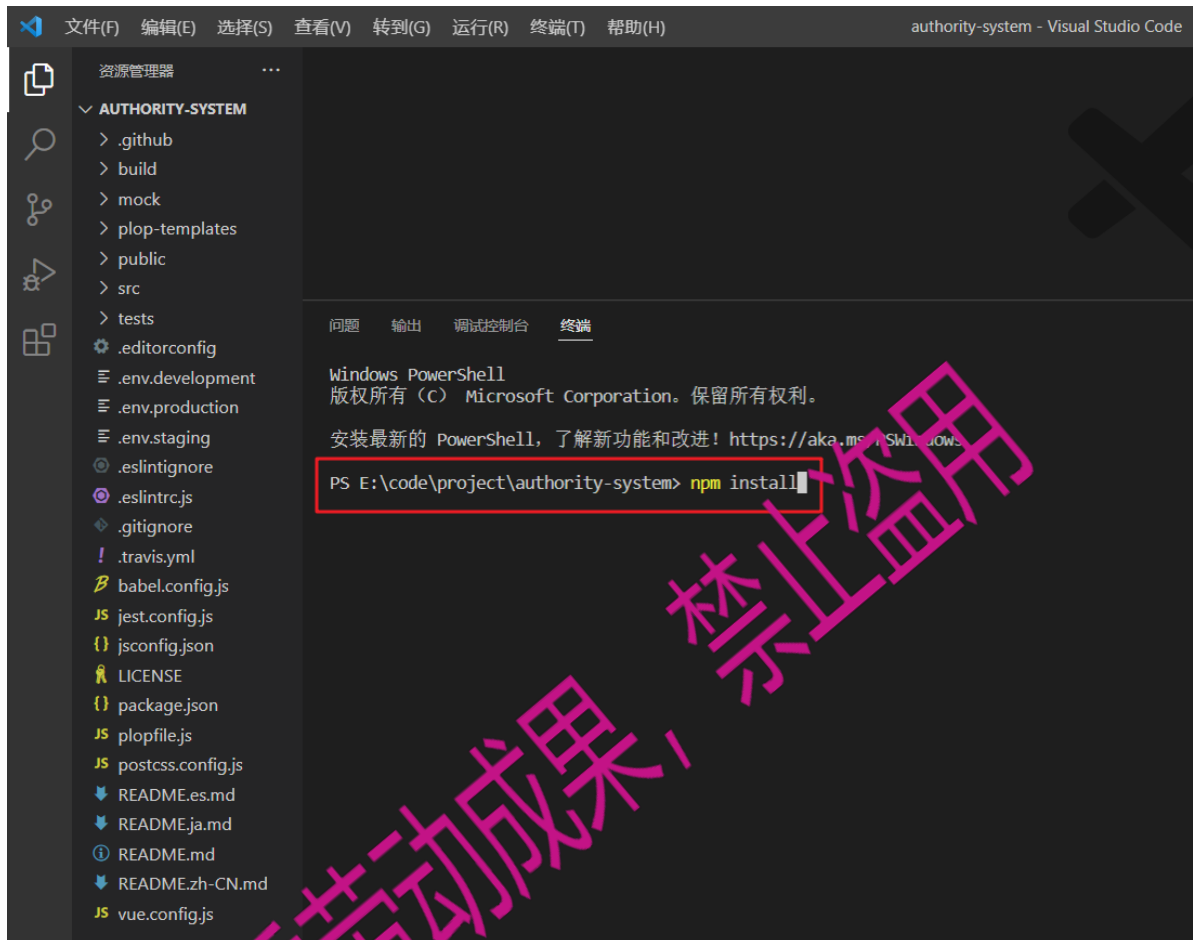 文件(F) 编辑(E) 选择(S) 查看(V) 转到(G) 运行(R) 终端(T) 帮助(H) authority-system - Visual Studio Code
资源管理器 ···
AUTHORITY-SYSTEM
.github
build
mock
plop-templates
public
src
tests
.editorconfig
.env.development
.env.production
.env.staging
.eslintignore
.eslintrc.js
.gitignore
.travis.yml
babel.config.js
jest.config.js
jsconfig.json
LICENSE
package.json
plopfile.js
postcss.config.js
README.es.md
README.ja.md
README.md
README.zh-CN.md
vue.config.js
问题 输出 调试控制台 终端
Windows PowerShell
版权所有 (C) Microsoft Corporation。保留所有权利。
安装最新的 PowerShell，了解新功能和改进！https://aka.ms/PSWindows
PS E:\code\project\authority-system> npm install
劳动成果，禁止盗用